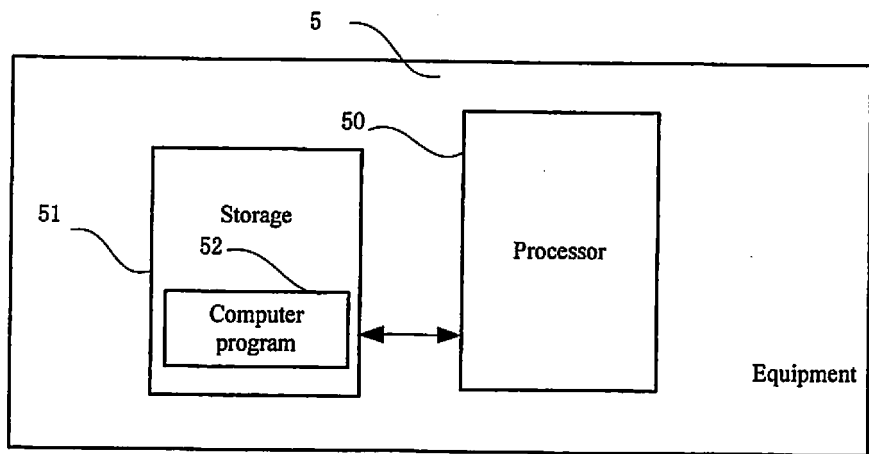 5
50
51
Storage
52
Processor
Computer
program
Equipment